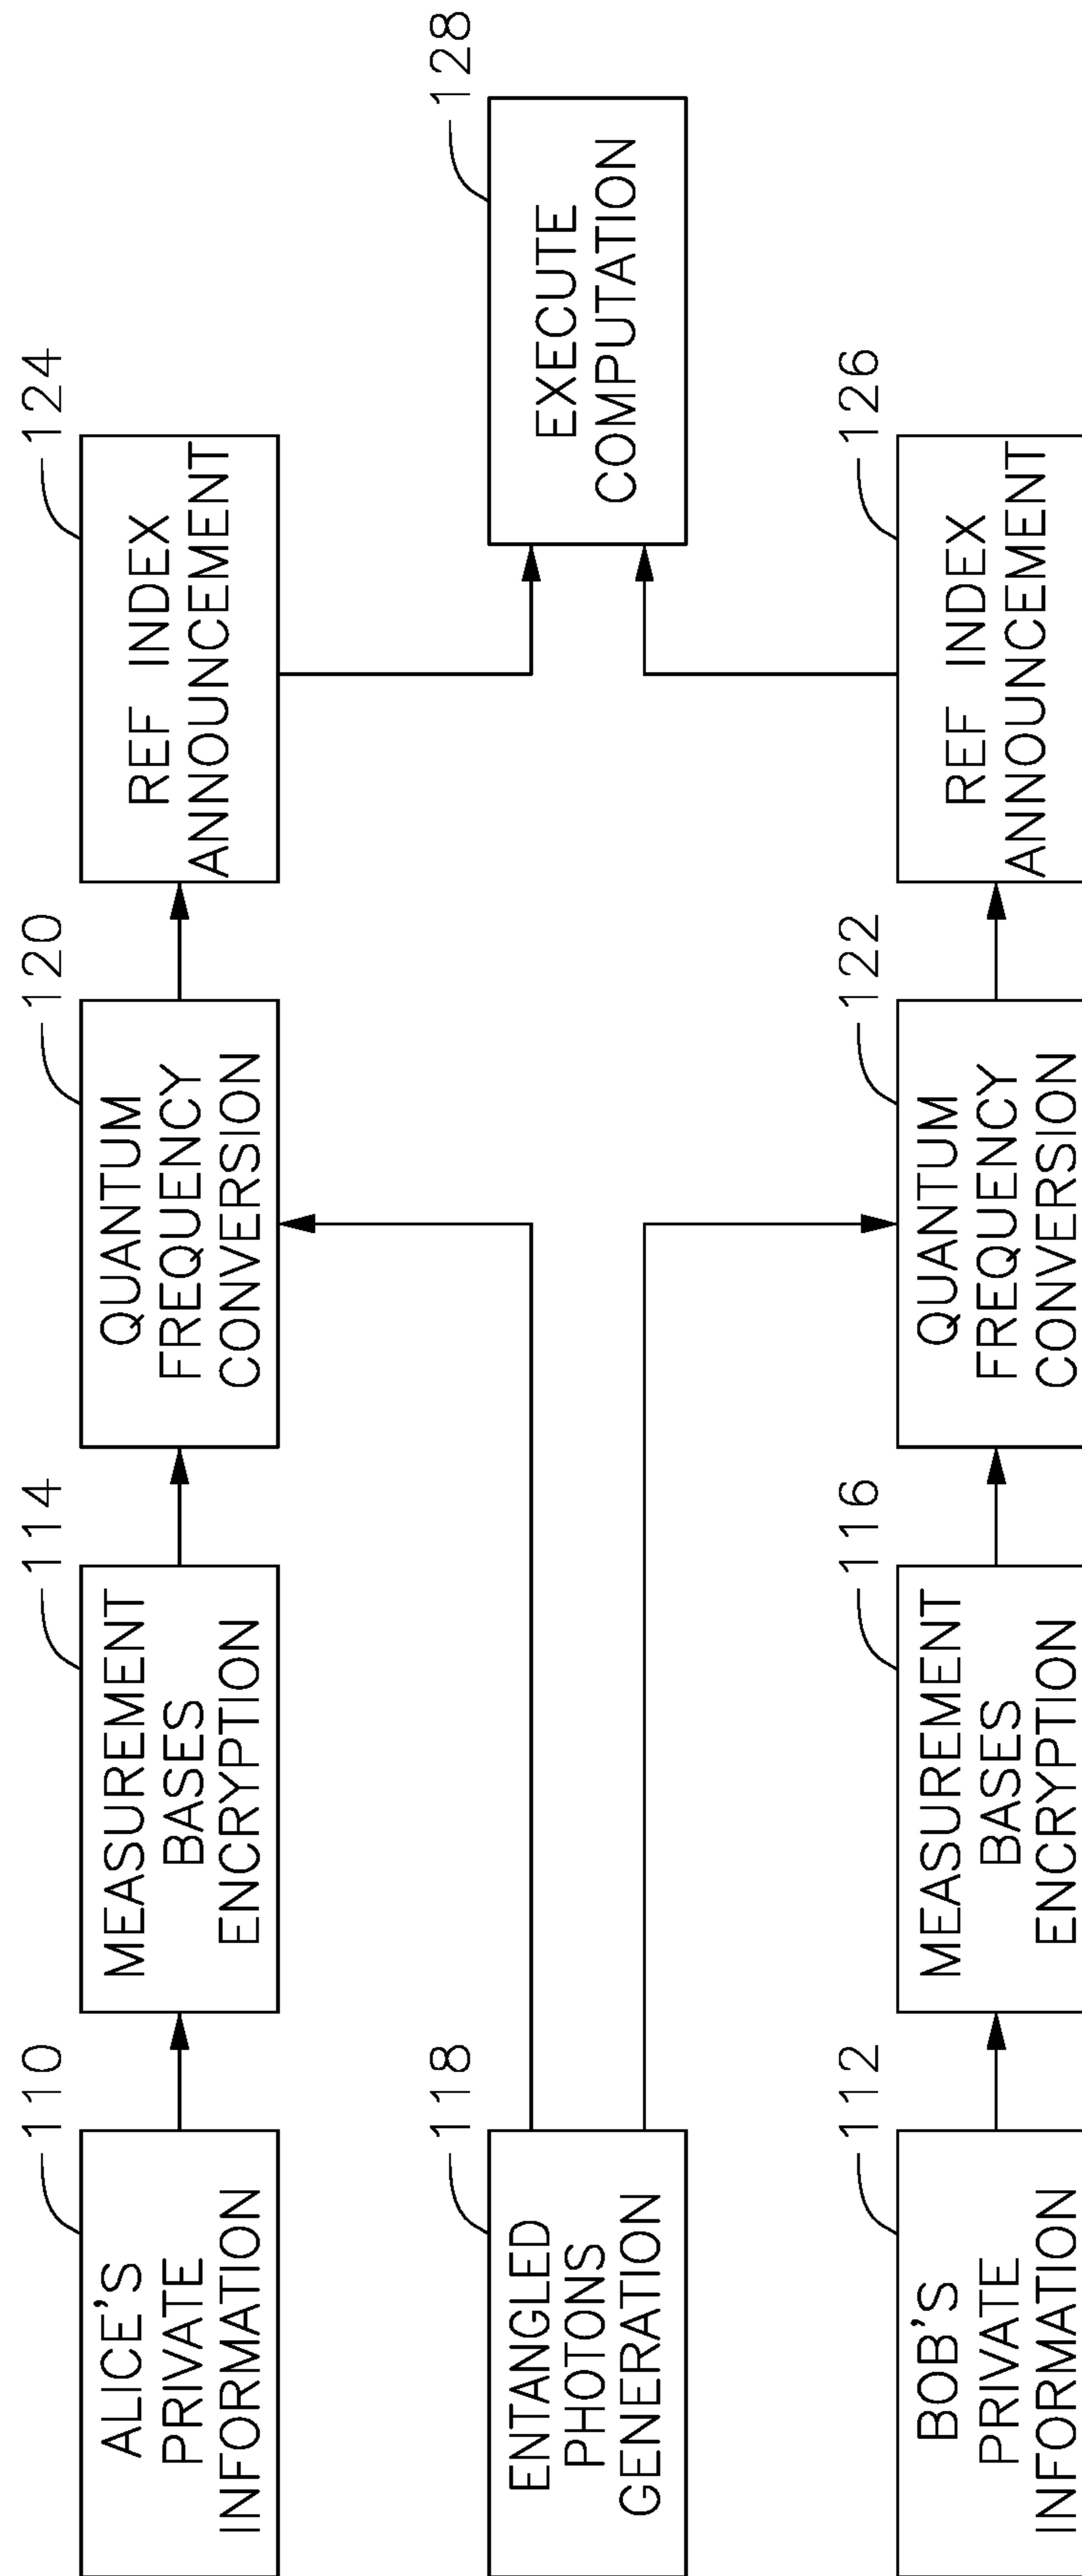 110
ALICE'S
PRIVATE
INFORMATION
114
MEASUREMENT
BASES
ENCRYPTION
120
QUANTUM
FREQUENCY
CONVERSION
124
REF INDEX
ANNOUNCEMENT
118
ENTANGLED
PHOTONS
GENERATION
128
EXECUTE
COMPUTATION
112
BOB'S
PRIVATE
INFORMATION
116
MEASUREMENT
BASES
ENCRYPTION
122
QUANTUM
FREQUENCY
CONVERSION
126
REF INDEX
ANNOUNCEMENT